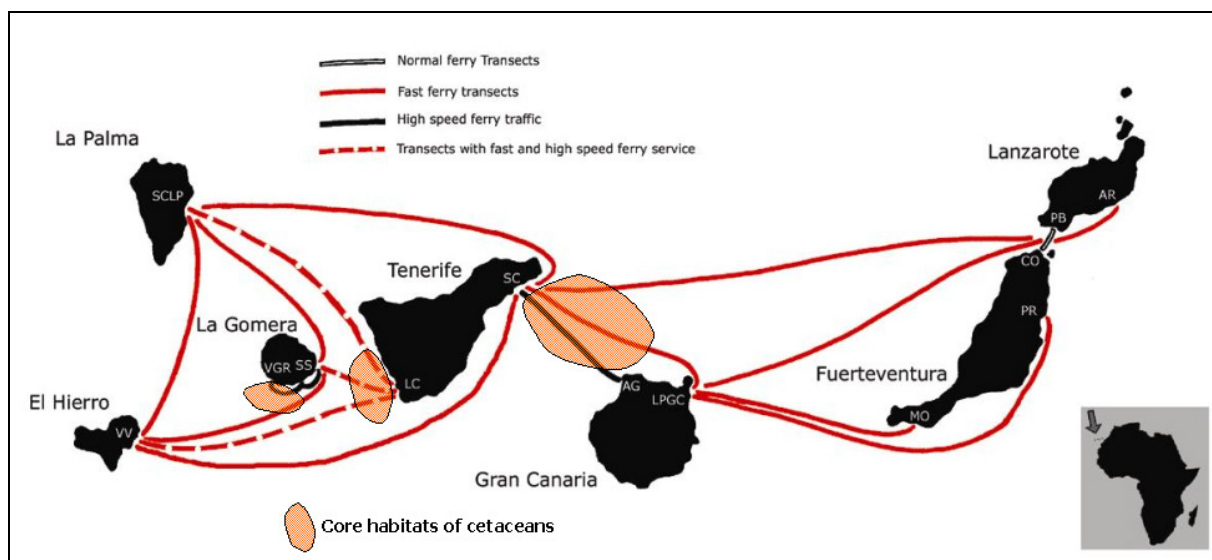 Normal ferry Transects
Fast ferry transects
High speed ferry traffic
Transects with fast and high speed ferry service
La Palma
SCLP
Lanzarote
AR
PB
CO
Tenerife
SC
PR
La Gomera
VGR
SS
LC
AG
LPGC
Fuerteventura
MO
El Hierro
VV
Gran Canaria
Core habitats of cetaceans